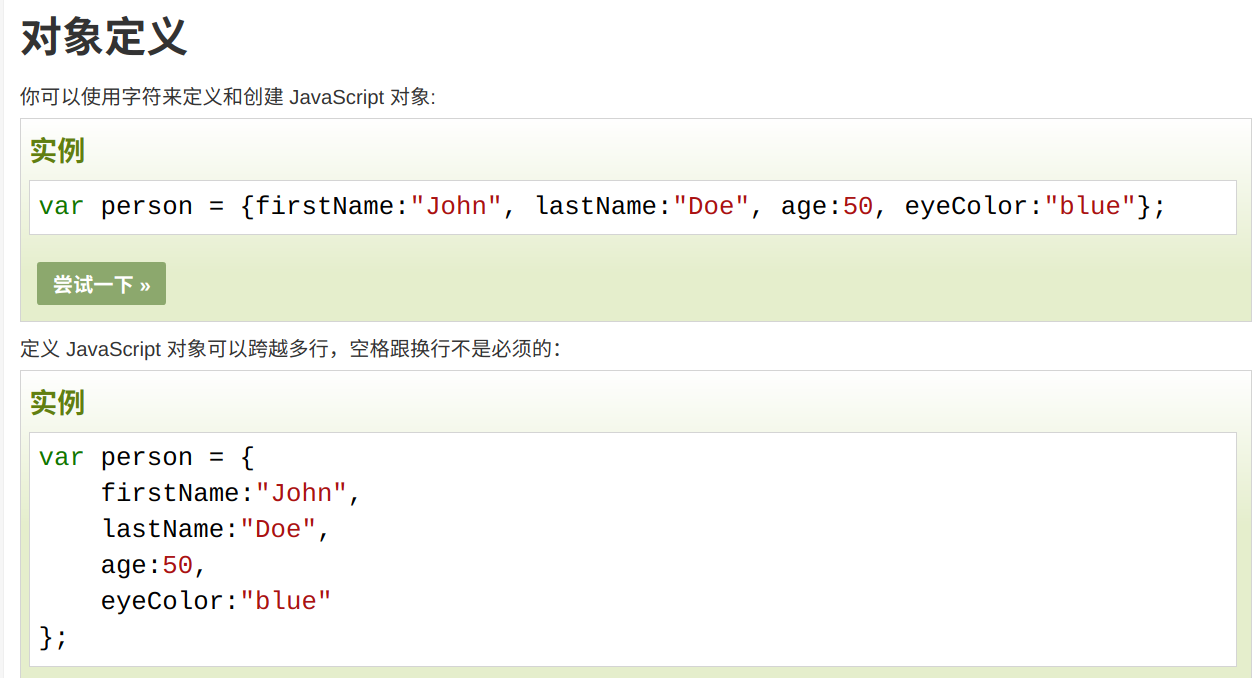 对象定义
你可以使用字符来定义和创建 JavaScript 对象:
实例
var person = {firstName:"John", lastName:"Doe", age:50, eyeColor:"blue"};
尝试一下 »
定义 JavaScript 对象可以跨越多行，空格跟换行不是必须的：
实例
var person = {
    firstName:"John",
    lastName:"Doe",
    age:50,
    eyeColor:"blue"
};